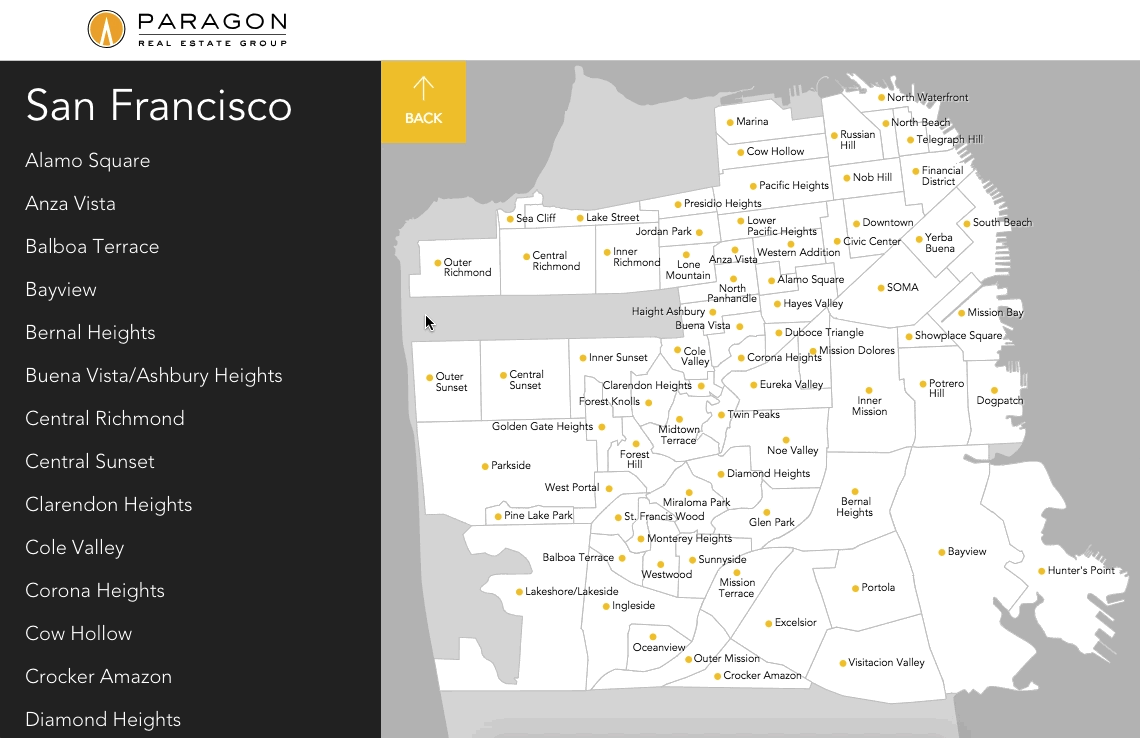 PARAGON
REAL ESTATE GROUP
San Francisco
Alamo Square
Anza Vista
Balboa Terrace
Bayview
Bernal Heights
Buena Vista/Ashbury Heights
Central Richmond
Central Sunset
Clarendon Heights
Cole Valley
Corona Heights
Cow Hollow
Crocker Amazon
Diamond Heights
BACK
North Waterfront
Marina
North Beach
Russian
Hill
Telegraph Hill
Cow Hollow
Financial
District
Nob Hill
Pacific Heights
Presidio Heights
Sea Cliff
Lake Street
Lower
Pacific Heights
Downtown
South Beach
Jordan Park
Civic Center
Yerba
Buena
Western Addition
Anza Vista
Inner
Richmond
Central
Richmond
Outer
Richmond
Lone
Mountain
Alamo Square
North
Panhandle
SOMA
Hayes Valley
Haight Ashbury
Mission Bay
Buena Vista
Duboce Triangle
Showplace Square
Mission Dolores
Cole
Valley
Corona Heights
Inner Sunset
Outer
Sunset
Central
Sunset
Clarendon Heights
Eureka Valley
Potrero
Hill
Dogpatch
Inner
Mission
Forest Knolls
Twin Peaks
Golden Gate Heights
Midtown
Terrace
Noe Valley
Forest
Hill
Parkside
Diamond Heights
West Portal
Miraloma Park
Bernal
Heights
Pine Lake Park
St. Francis Wood
Glen Park
Monterey Heights
Bayview
Balboa Terrace
Sunnyside
Westwood
Mission
Terrace
Hunter's Point
Lakeshore/Lakeside
Portola
Ingleside
Excelsior
Oceanview
Outer Mission
Visitacion Valley
Crocker Amazon